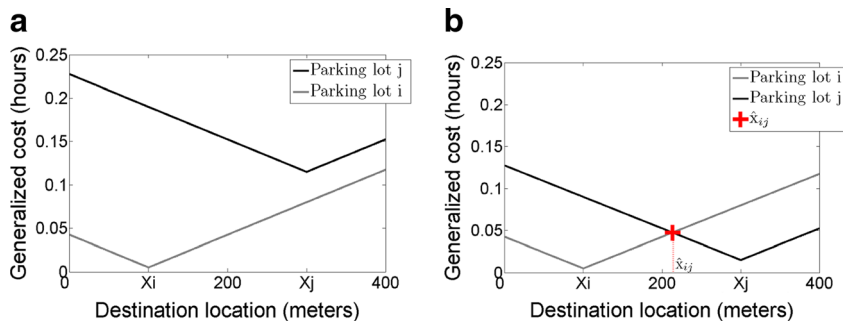 a
b
0.25
0.2
0.15
0.1
0.05
0
Generalized cost (hours)
Parking lot j
Parking lot i
0
Xi
200
Xj
400
Destination location (meters)
0.25
0.2
0.15
0.1
0.05
0
Generalized cost (hours)
Parking lot i
Parking lot j
x̂ij
x̂ij
0
Xi
200
Xj
400
Destination location (meters)